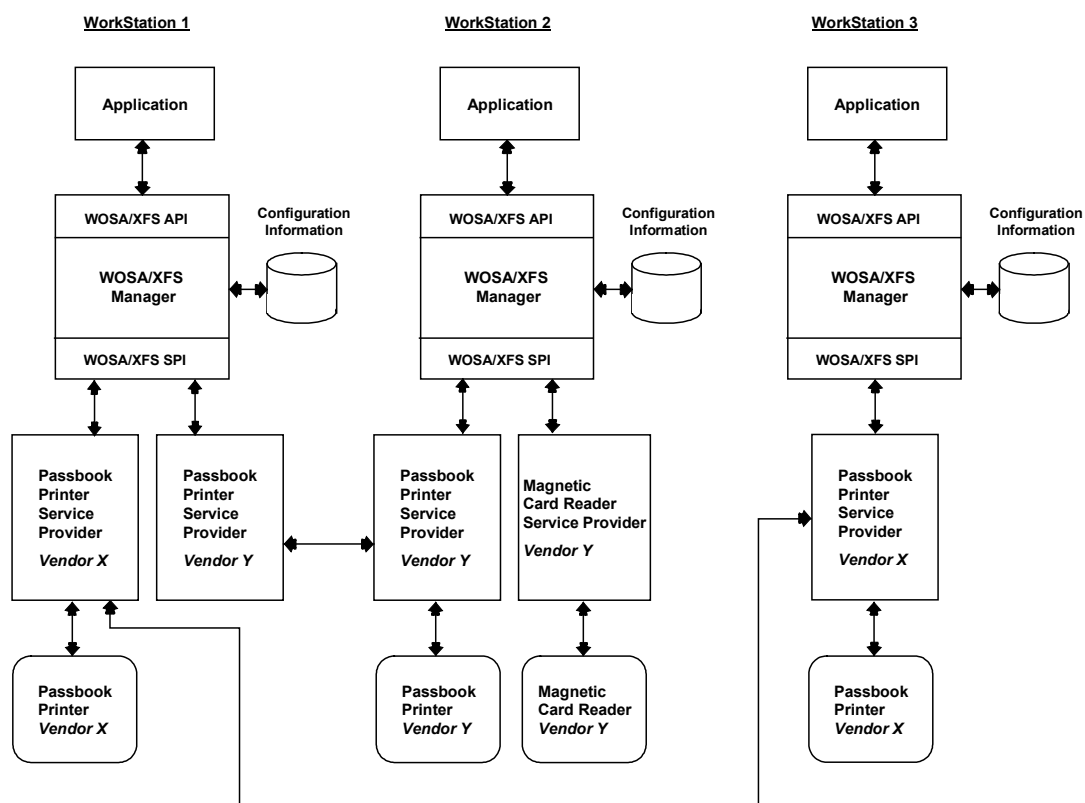 WorkStation 1
WorkStation 2
WorkStation 3
Application
Application
Application
WOSA/XFS API
Configuration
Information
WOSA/XFS
Manager
WOSA/XFS SPI
WOSA/XFS API
Configuration
Information
WOSA/XFS
Manager
WOSA/XFS SPI
WOSA/XFS API
Configuration
Information
WOSA/XFS
Manager
WOSA/XFS SPI
Passbook
Printer
Service
Provider
Vendor X
Passbook
Printer
Service
Provider
Vendor Y
Passbook
Printer
Service
Provider
Vendor Y
Magnetic
Card Reader
Service Provider
Vendor Y
Passbook
Printer
Service
Provider
Vendor X
Passbook
Printer
Vendor X
Passbook
Printer
Vendor Y
Magnetic
Card Reader
Vendor Y
Passbook
Printer
Vendor X